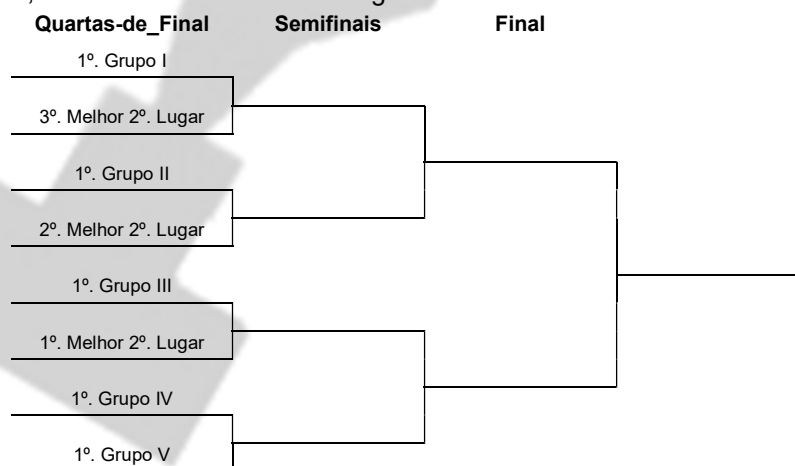 Quartas-de_Final Semifinais Final
1º. Grupo I
3º. Melhor 2º. Lugar
1º. Grupo II
2º. Melhor 2º. Lugar
1º. Grupo III
1º. Melhor 2º. Lugar
1º. Grupo IV
1º. Grupo V